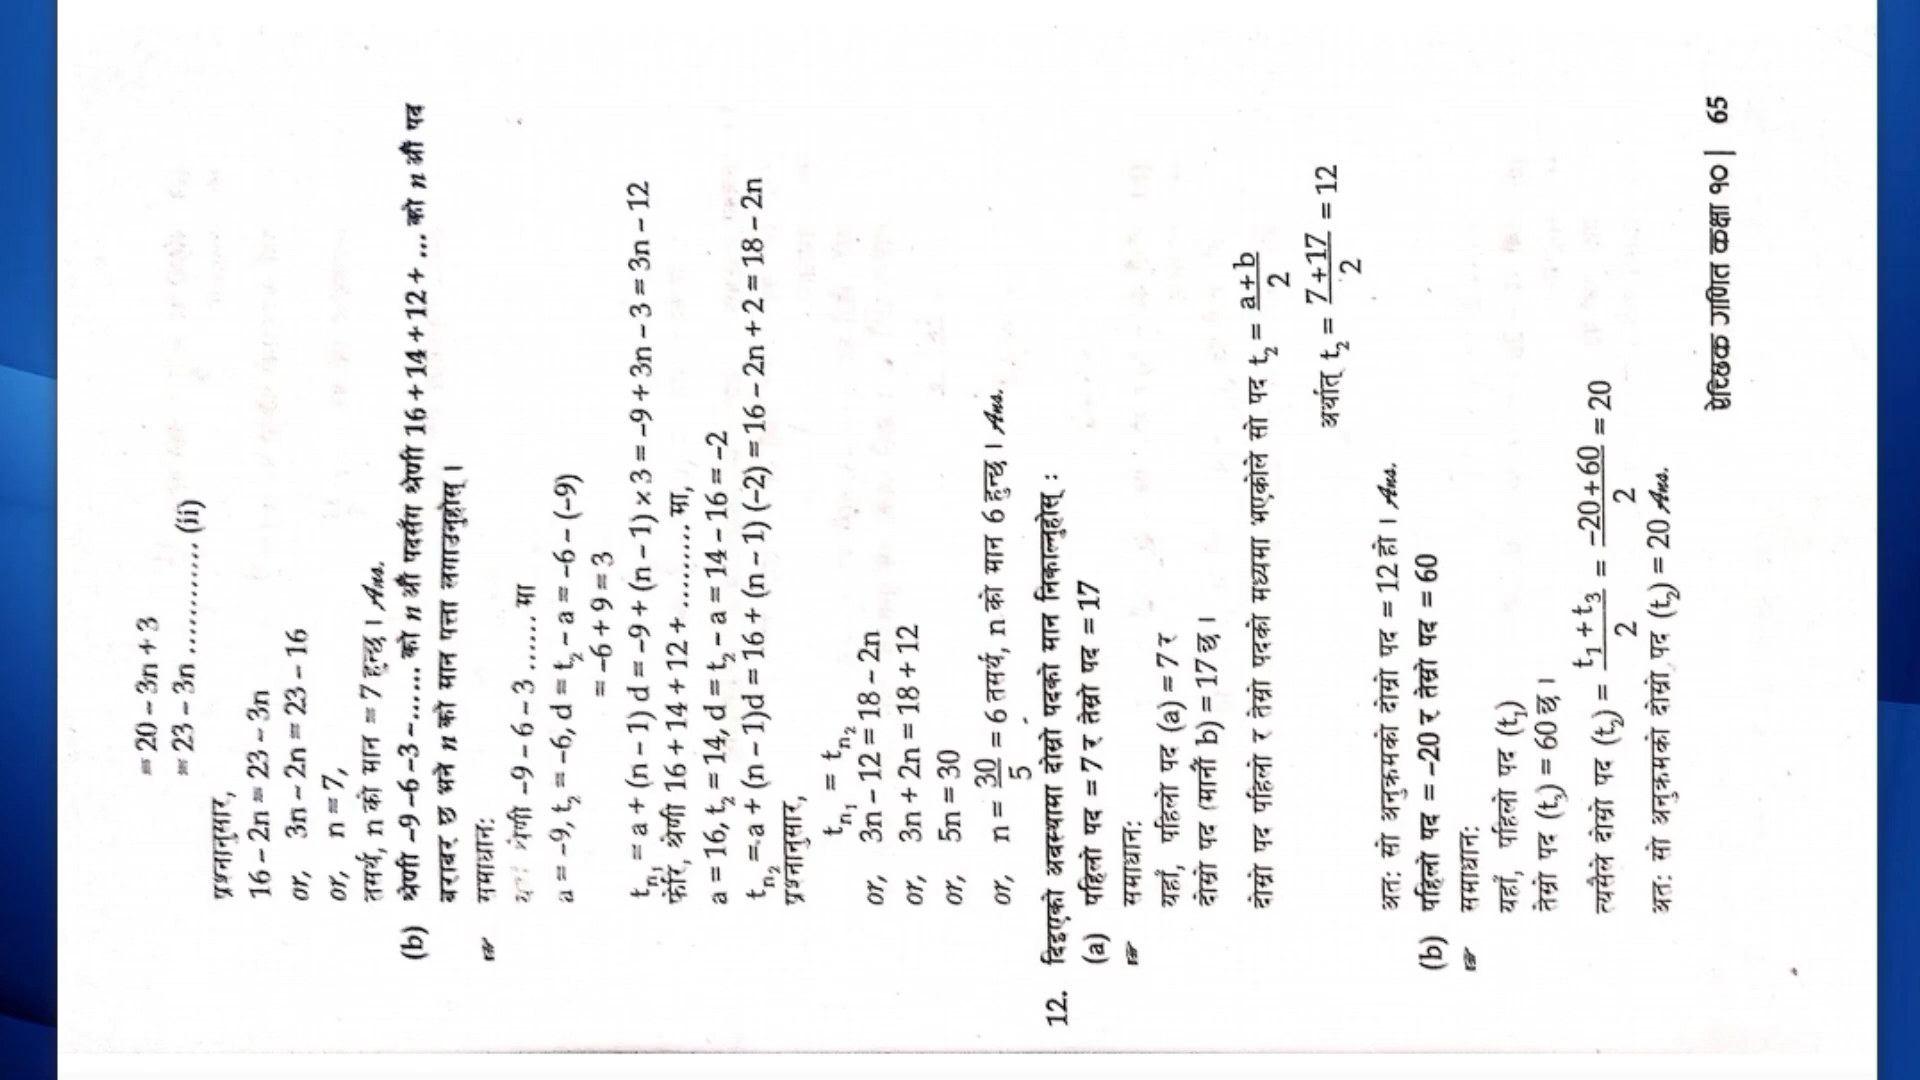 = 20 – 3n + 3
= 23 – 3n ............ (ii)
प्रश्नानुसार,
16 – 2n = 23 – 3n
or, 3n – 2n = 23 – 16
or, n = 7,
तसर्थ, n को मान = 7 हुन्छ । Ans.
(b) श्रेणी –9 –6 –3 –...... को n औं पदसँग श्रेणी 16 + 14 + 12 + ... को n औं पद
बराबर छ भने n को मान पत्ता लगाउनुहोस् ।
☞ समाधान:
श्रेणी –9 – 6 – 3 ...... मा
a = –9, t₂ = –6, d = t₂ – a = –6 – (–9)
= –6 + 9 = 3
tₙ₁ = a + (n – 1) d = –9 + (n – 1) × 3 = –9 + 3n – 3 = 3n – 12
फेरि, श्रेणी 16 + 14 + 12 + .......... मा,
a = 16, t₂ = 14, d = t₂ – a = 14 – 16 = –2
tₙ₂ = a + (n – 1)d = 16 + (n – 1) (–2) = 16 – 2n + 2 = 18 – 2n
प्रश्नानुसार,
tₙ₁ = tₙ₂
or, 3n – 12 = 18 – 2n
or, 3n + 2n = 18 + 12
or, 5n = 30
or, n = 30/5 = 6 तसर्थ, n को मान 6 हुन्छ । Ans.
12. दिइएको अवस्थामा दोस्रो पदको मान निकाल्नुहोस् :
(a) पहिलो पद = 7 र तेस्रो पद = 17
☞ समाधान:
यहाँ, पहिलो पद (a) = 7 र
दोस्रो पद (मानौं b) = 17 छ ।
दोस्रो पद पहिलो र तेस्रो पदको मध्यमा भएकोले सो पद t₂ = a + b/2
अर्थात् t₂ = 7 + 17/2 = 12
अतः सो अनुक्रमको दोस्रो पद = 12 हो । Ans.
(b) पहिलो पद = –20 र तेस्रो पद = 60
☞ समाधान:
यहाँ, पहिलो पद (t₁)
तेस्रो पद (t₃) = 60 छ ।
त्यसैले दोस्रो पद (t₂) = t₁ + t₃/2 = –20 + 60/2 = 20
अतः सो अनुक्रमको दोस्रो पद (t₂) = 20 Ans.
ऐच्छिक गणित कक्षा १० | 65